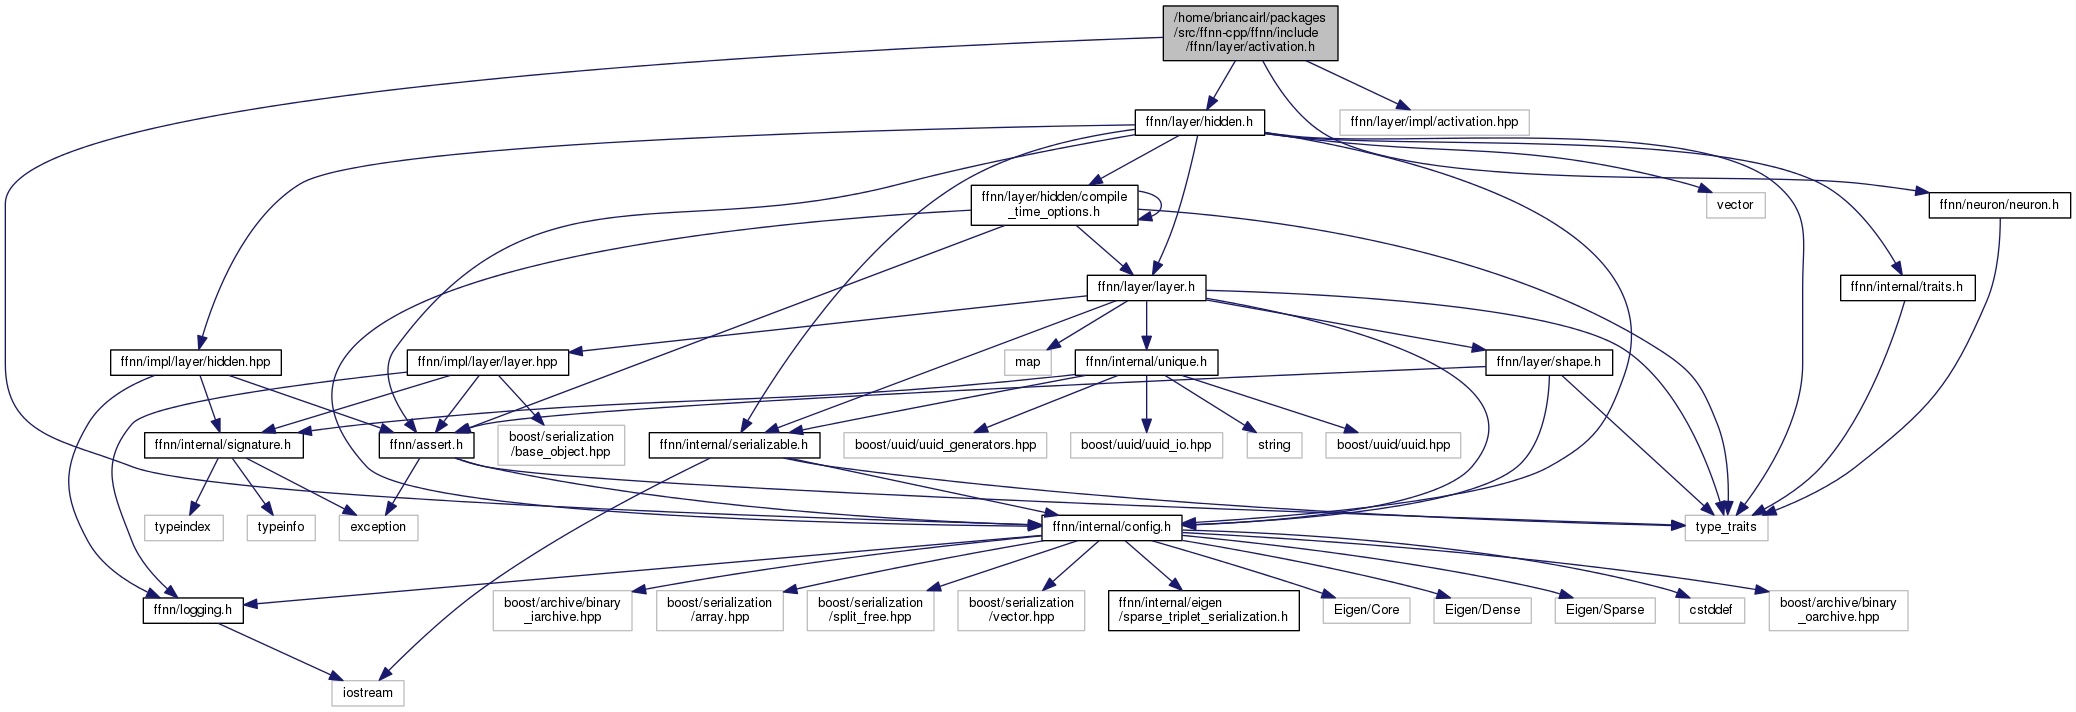 /home/briancairl/packages
/src/ffnn-cpp/ffnn/include
/ffnn/layer/activation.h
ffnn/layer/hidden.h
ffnn/layer/impl/activation.hpp
ffnn/layer/hidden/compile
_time_options.h
vector
ffnn/neuron/neuron.h
ffnn/layer/layer.h
ffnn/internal/traits.h
ffnn/impl/layer/hidden.hpp
ffnn/impl/layer/layer.hpp
map
ffnn/internal/unique.h
ffnn/layer/shape.h
ffnn/internal/signature.h
ffnn/assert.h
boost/serialization
/base_object.hpp
ffnn/internal/serializable.h
boost/uuid/uuid_generators.hpp
boost/uuid/uuid_io.hpp
string
boost/uuid/uuid.hpp
typeindex
typeinfo
exception
ffnn/internal/config.h
type_traits
ffnn/logging.h
boost/archive/binary
_iarchive.hpp
boost/serialization
/array.hpp
boost/serialization
/split_free.hpp
boost/serialization
/vector.hpp
ffnn/internal/eigen
/sparse_triplet_serialization.h
Eigen/Core
Eigen/Dense
Eigen/Sparse
cstddef
boost/archive/binary
_oarchive.hpp
iostream